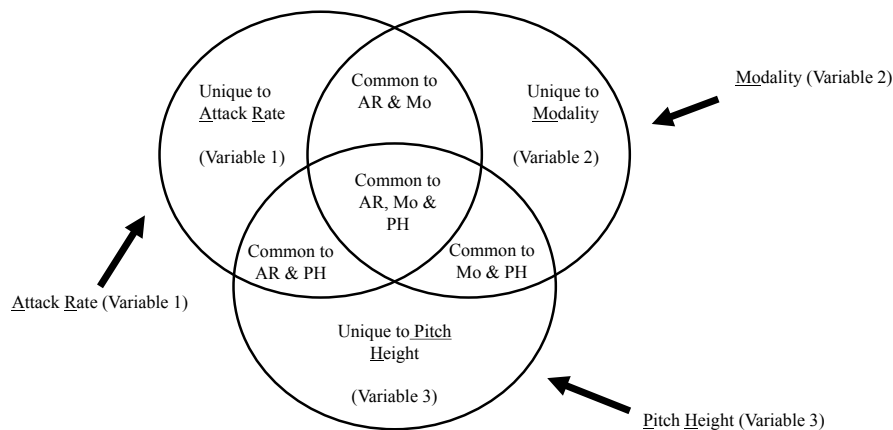 Unique to
Attack Rate
(Variable 1)
Common to
AR & Mo
Unique to
Modality
(Variable 2)
Modality (Variable 2)
Common to
AR, Mo &
PH
Common to
AR & PH
Common to
Mo & PH
Attack Rate (Variable 1)
Unique to Pitch
Height
(Variable 3)
Pitch Height (Variable 3)